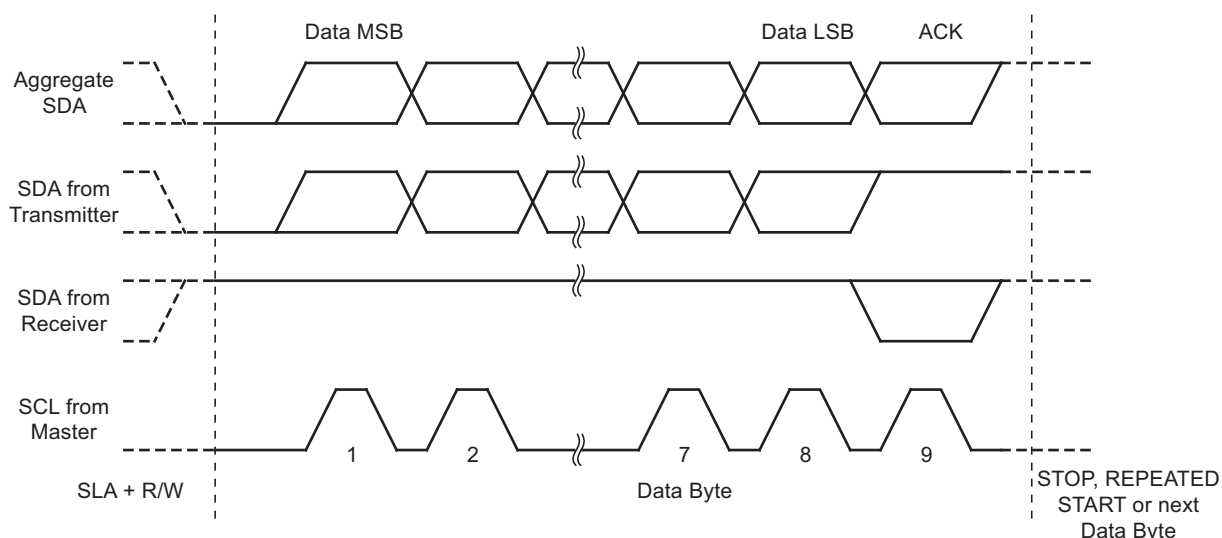 Data MSB
Data LSB
ACK
Aggregate
SDA
SDA from
Transmitter
SDA from
Receiver
SCL from
Master
1
2
7
8
9
SLA + R/W
Data Byte
STOP, REPEATED
START or next
Data Byte